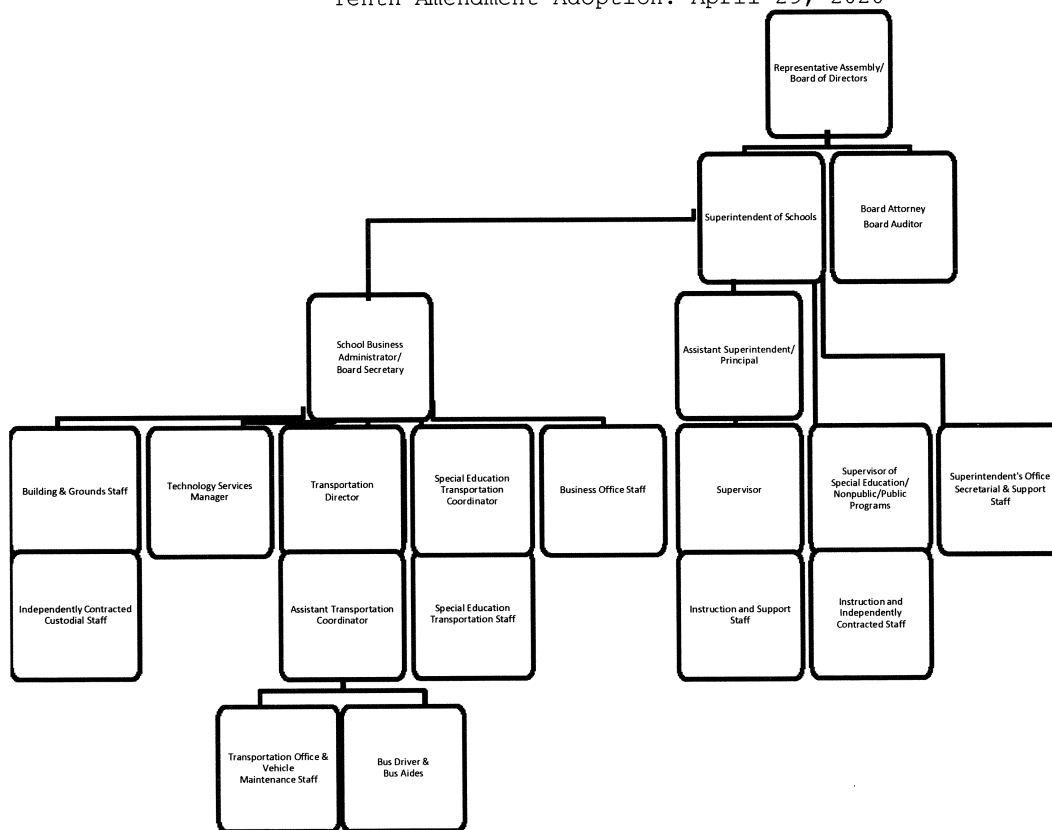 Tenth Amendment Adoption: April 29, 2020
Representative Assembly/
Board of Directors
Superintendent of Schools
Board Attorney
Board Auditor
School Business
Administrator/
Board Secretary
Assistant Superintendent/
Principal
Building & Grounds Staff
Technology Services
Manager
Transportation
Director
Special Education
Transportation
Coordinator
Business Office Staff
Supervisor
Supervisor of
Special Education/
Nonpublic/Public
Programs
Superintendent's Office
Secretarial & Support
Staff
Independently Contracted
Custodial Staff
Assistant Transportation
Coordinator
Special Education
Transportation Staff
Instruction and Support
Staff
Instruction and
Independently
Contracted Staff
Transportation Office &
Vehicle
Maintenance Staff
Bus Driver &
Bus Aides